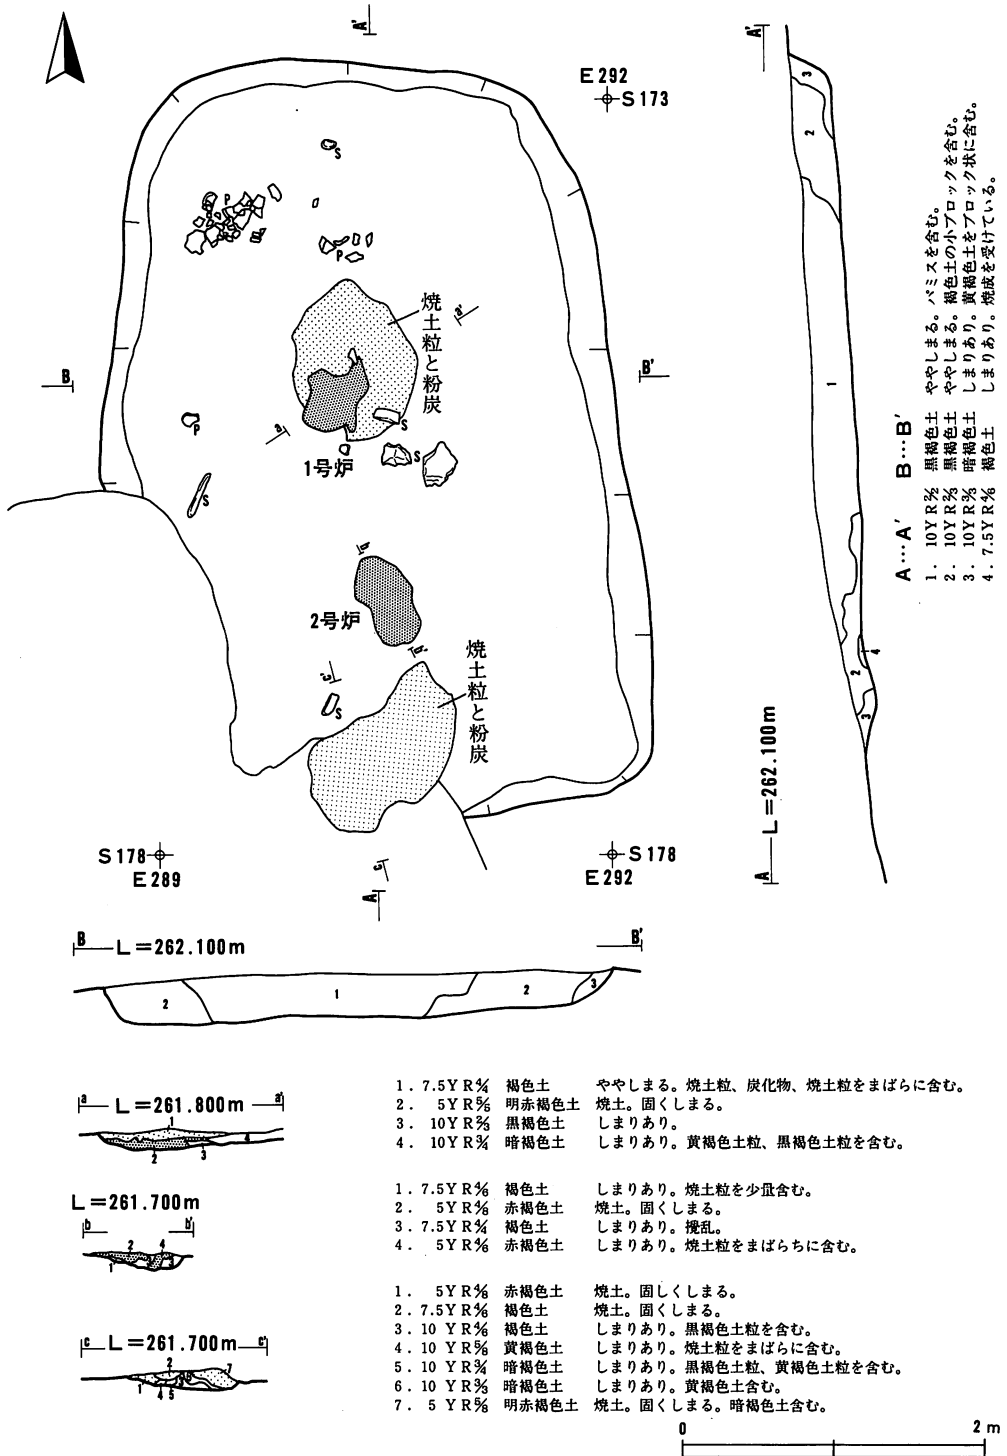 A'
E292
S173
S
P
P
焼土粒と粉炭
a'
B
B'
P
a
S
S
1号炉
S
b
2号炉
b'
c'
焼土粒と粉炭
S
S178
E289
S178
E292
c
A
A'
3
2
1
4
2
3
A
L=262.100m
A…A' B…B'
1. 10YR2/2 黒褐色土 ややしまる。パミスを含む。
2. 10YR2/3 黒褐色土 ややしまる。褐色土の小ブロックを含む。
3. 10YR3/3 暗褐色土 しまりあり。黄褐色土をブロック状に含む。
4. 7.5YR4/6 褐色土 しまりあり。焼成を受けている。
B L=262.100m B'
2 1 2 3
a L=261.800m a'
1
4
2 3
1. 7.5YR4/4 褐色土 ややしまる。焼土粒、炭化物、焼土粒をまばらに含む。
2. 5YR5/6 明赤褐色土 焼土。固くしまる。
3. 10YR2/3 黒褐色土 しまりあり。
4. 10YR3/4 暗褐色土 しまりあり。黄褐色土粒、黒褐色土粒を含む。
L=261.700m
b b'
2 4
1 3
1. 7.5YR4/6 褐色土 しまりあり。焼土粒を少量含む。
2. 5YR4/8 赤褐色土 焼土。固くしまる。
3. 7.5YR4/4 褐色土 しまりあり。攪乱。
4. 5YR4/6 赤褐色土 しまりあり。焼土粒をまばらちに含む。
c L=261.700m c'
2 7
1 4 5
1. 5YR4/8 赤褐色土 焼土。固しくしまる。
2. 7.5YR4/6 褐色土 焼土。固くしまる。
3. 10YR4/6 褐色土 しまりあり。黒褐色土粒を含む。
4. 10YR5/6 黄褐色土 しまりあり。焼土粒をまばらに含む。
5. 10YR3/4 暗褐色土 しまりあり。黒褐色土粒、黄褐色土粒を含む。
6. 10YR3/3 暗褐色土 しまりあり。黄褐色土含む。
7. 5YR5/8 明赤褐色土 焼土。固くしまる。暗褐色土含む。
0 2m